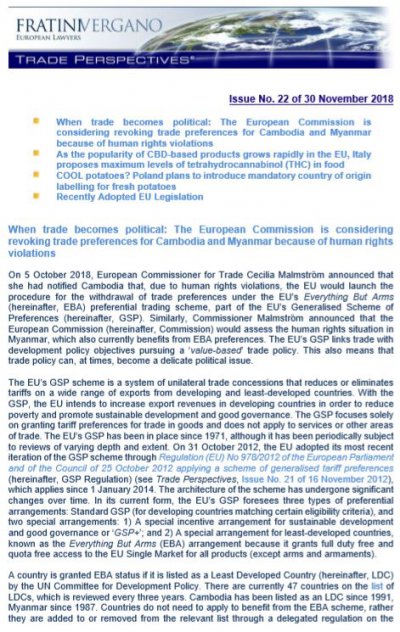 FRATINIVERGANO
EUROPEAN LAWYERS
TRADE PERSPECTIVES®
Issue No. 22 of 30 November 2018
When trade becomes political: The European Commission is
considering revoking trade preferences for Cambodia and Myanmar
because of human rights violations
As the popularity of CBD-based products grows rapidly in the EU, Italy
proposes maximum levels of tetrahydrocannabinol (THC) in food
COOL potatoes? Poland plans to introduce mandatory country of origin
labelling for fresh potatoes
Recently Adopted EU Legislation
When trade becomes political: The European Commission is considering
revoking trade preferences for Cambodia and Myanmar because of human rights
violations
On 5 October 2018, European Commissioner for Trade Cecilia Malmström announced that
she had notified Cambodia that, due to human rights violations, the EU would launch the
procedure for the withdrawal of trade preferences under the EU's Everything But Arms
(hereinafter, EBA) preferential trading scheme, part of the EU's Generalised Scheme of
Preferences (hereinafter, GSP). Similarly, Commissioner Malmström announced that the
European Commission (hereinafter, Commission) would assess the human rights situation in
Myanmar, which also currently benefits from EBA preferences. The EU's GSP links trade with
development policy objectives pursuing a 'value-based' trade policy. This also means that
trade policy can, at times, become a delicate political issue.
The EU's GSP scheme is a system of unilateral trade concessions that reduces or eliminates
tariffs on a wide range of exports from developing and least-developed countries. With the
GSP, the EU intends to increase export revenues in developing countries in order to reduce
poverty and promote sustainable development and good governance. The GSP focuses solely
on granting tariff preferences for trade in goods and does not apply to services or other areas
of trade. The EU's GSP has been in place since 1971, although it has been periodically subject
to reviews of varying depth and extent. On 31 October 2012, the EU adopted its most recent
iteration of the GSP scheme through Regulation (EU) No 978/2012 of the European Parliament
and of the Council of 25 October 2012 applying a scheme of generalised tariff preferences
(hereinafter, GSP Regulation) (see Trade Perspectives, Issue No. 21 of 16 November 2012),
which applies since 1 January 2014. The architecture of the scheme has undergone significant
changes over time. In its current form, the EU's GSP foresees three types of preferential
arrangements: Standard GSP (for developing countries matching certain eligibility criteria), and
two special arrangements: 1) A special incentive arrangement for sustainable development
and good governance or 'GSP+'; and 2) A special arrangement for least-developed countries,
known as the Everything But Arms (EBA) arrangement because it grants full duty free and
quota free access to the EU Single Market for all products (except arms and armaments).
A country is granted EBA status if it is listed as a Least Developed Country (hereinafter, LDC)
by the UN Committee for Development Policy. There are currently 47 countries on the list of
LDCs, which is reviewed every three years. Cambodia has been listed as an LDC since 1991,
Myanmar since 1987. Countries do not need to apply to benefit from the EBA scheme, rather
they are added to or removed from the relevant list through a delegated regulation on the